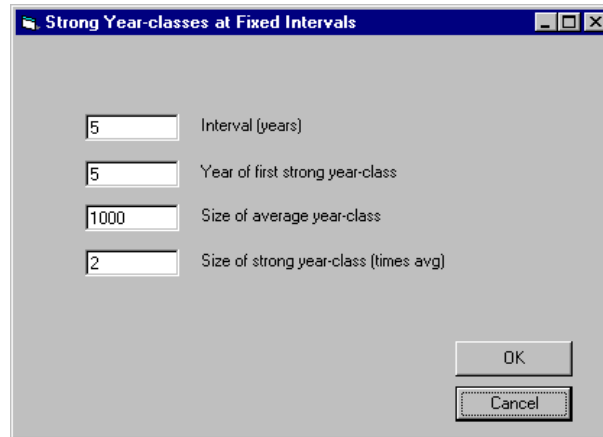 Strong Year-classes at Fixed Intervals
5 Interval (years)
5 Year of first strong year-class
1000 Size of average year-class
2 Size of strong year-class (times avg)
OK
Cancel